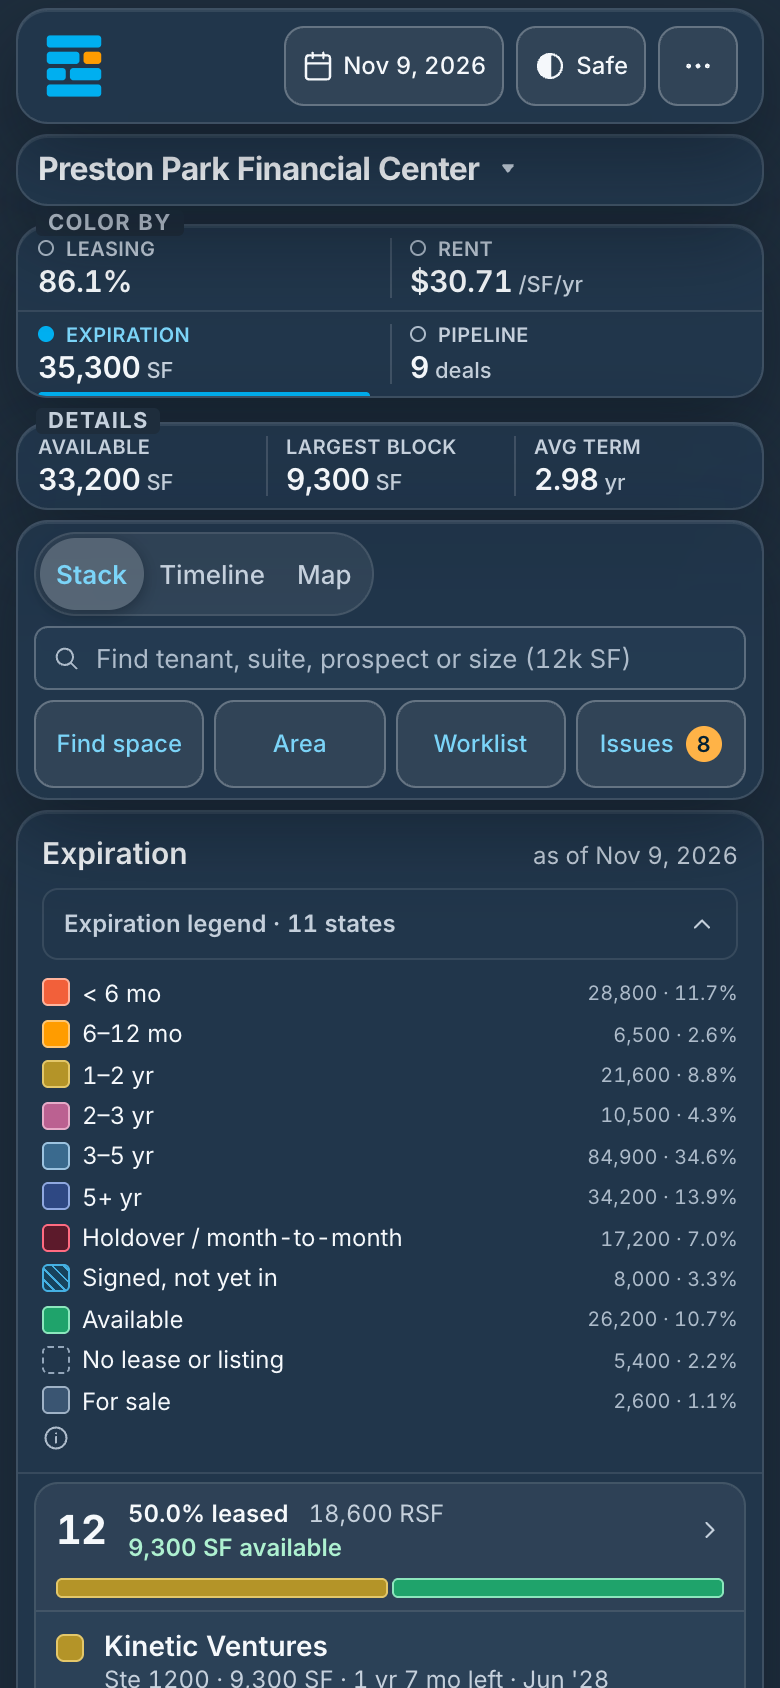 Nov 9, 2026
Safe
Preston Park Financial Center
COLOR BY
LEASING
86.1%
RENT
$30.71 /SF/yr
EXPIRATION
35,300 SF
PIPELINE
9 deals
DETAILS
AVAILABLE
33,200 SF
LARGEST BLOCK
9,300 SF
AVG TERM
2.98 yr
Stack
Timeline
Map
Find tenant, suite, prospect or size (12k SF)
Find space
Area
Worklist
Issues 8
Expiration
as of Nov 9, 2026
Expiration legend · 11 states
< 6 mo 28,800 · 11.7%
6–12 mo 6,500 · 2.6%
1–2 yr 21,600 · 8.8%
2–3 yr 10,500 · 4.3%
3–5 yr 84,900 · 34.6%
5+ yr 34,200 · 13.9%
Holdover / month-to-month 17,200 · 7.0%
Signed, not yet in 8,000 · 3.3%
Available 26,200 · 10.7%
No lease or listing 5,400 · 2.2%
For sale 2,600 · 1.1%
12
50.0% leased 18,600 RSF
9,300 SF available
Kinetic Ventures
Ste 1200 · 9,300 SF · 1 yr 7 mo left · Jun '28